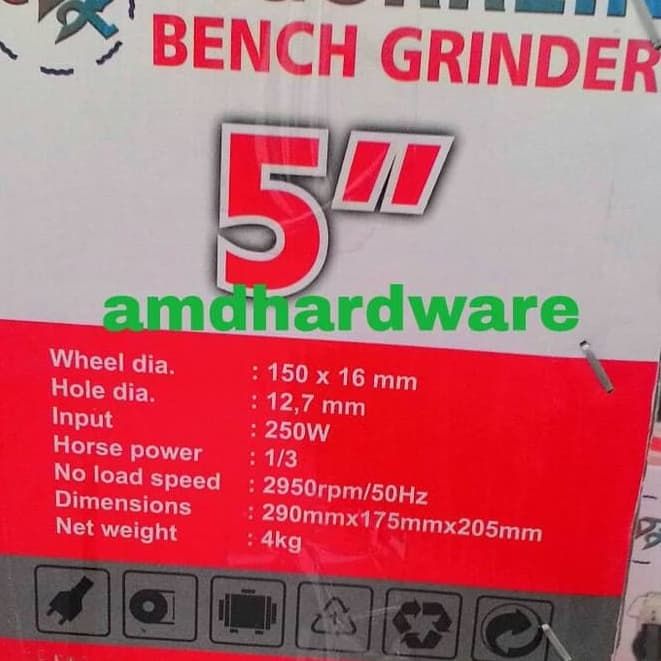 BENCH GRINDER
5"
amdhardware
Wheel dia. : 150 x 16 mm
Hole dia. : 12,7 mm
Input : 250W
Horse power : 1/3
No load speed : 2950rpm/50Hz
Dimensions : 290mmx175mmx205mm
Net weight : 4kg